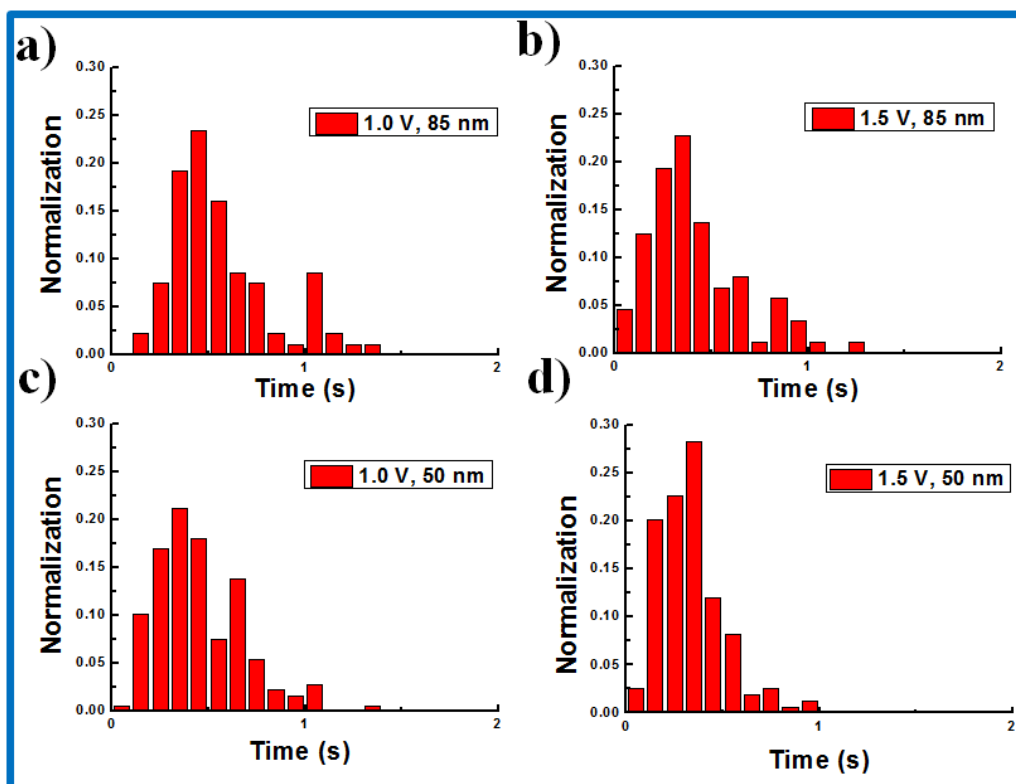 a)
Normalization
0.30
0.25
0.20
0.15
0.10
0.05
0.00
1.0 V, 85 nm
0
1
2
Time (s)
b)
Normalization
0.30
0.25
0.20
0.15
0.10
0.05
0.00
1.5 V, 85 nm
0
1
2
Time (s)
c)
Normalization
0.30
0.25
0.20
0.15
0.10
0.05
0.00
1.0 V, 50 nm
0
1
2
Time (s)
d)
Normalization
0.30
0.25
0.20
0.15
0.10
0.05
0.00
1.5 V, 50 nm
0
1
2
Time (s)